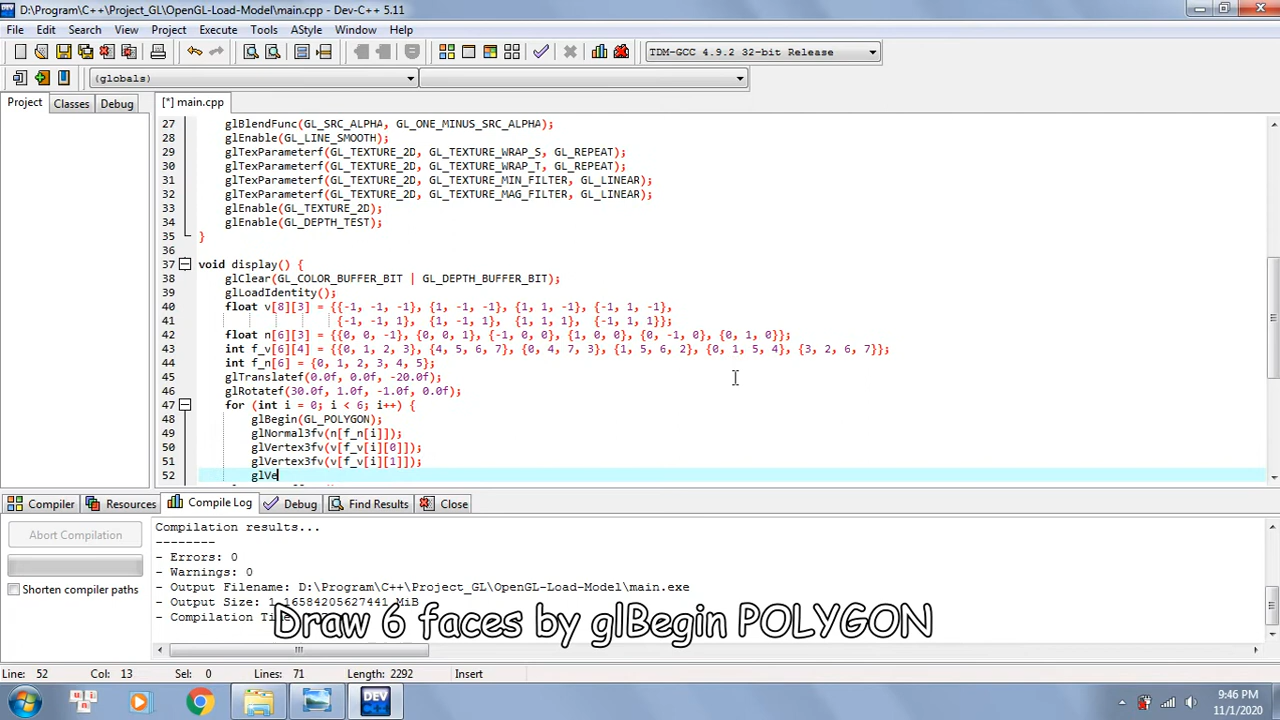 D:\Program\C++\Project_GL\OpenGL-Load-Model\main.cpp - Dev-C++ 5.11
File Edit Search View Project Execute Tools AStyle Window Help
TDM-GCC 4.9.2 32-bit Release
(globals)
Project Classes Debug [*] main.cpp
27 glBlendFunc(GL_SRC_ALPHA, GL_ONE_MINUS_SRC_ALPHA);
28 glEnable(GL_LINE_SMOOTH);
29 glTexParameterf(GL_TEXTURE_2D, GL_TEXTURE_WRAP_S, GL_REPEAT);
30 glTexParameterf(GL_TEXTURE_2D, GL_TEXTURE_WRAP_T, GL_REPEAT);
31 glTexParameterf(GL_TEXTURE_2D, GL_TEXTURE_MIN_FILTER, GL_LINEAR);
32 glTexParameterf(GL_TEXTURE_2D, GL_TEXTURE_MAG_FILTER, GL_LINEAR);
33 glEnable(GL_TEXTURE_2D);
34 glEnable(GL_DEPTH_TEST);
35 }
36
37 void display() {
38 glClear(GL_COLOR_BUFFER_BIT | GL_DEPTH_BUFFER_BIT);
39 glLoadIdentity();
40 float v[8][3] = {{-1, -1, -1}, {1, -1, -1}, {1, 1, -1}, {-1, 1, -1},
41 {-1, -1, 1}, {1, -1, 1}, {1, 1, 1}, {-1, 1, 1}};
42 float n[6][3] = {{0, 0, -1}, {0, 0, 1}, {-1, 0, 0}, {1, 0, 0}, {0, -1, 0}, {0, 1, 0}};
43 int f_v[6][4] = {{0, 1, 2, 3}, {4, 5, 6, 7}, {0, 4, 7, 3}, {1, 5, 6, 2}, {0, 1, 5, 4}, {3, 2, 6, 7}};
44 int f_n[6] = {0, 1, 2, 3, 4, 5};
45 glTranslatef(0.0f, 0.0f, -20.0f);
46 glRotatef(30.0f, 1.0f, -1.0f, 0.0f);
47 for (int i = 0; i < 6; i++) {
48 glBegin(GL_POLYGON);
49 glNormal3fv(n[f_n[i]]);
50 glVertex3fv(v[f_v[i][0]]);
51 glVertex3fv(v[f_v[i][1]]);
52 glVe
Compiler Resources Compile Log Debug Find Results Close
Abort Compilation
Shorten compiler paths
Compilation results...
--------
- Errors: 0
- Warnings: 0
- Output Filename: D:\Program\C++\Project_GL\OpenGL-Load-Model\main.exe
- Output Size: 1.16584205627441 MiB
- Compilation
Draw 6 faces by glBegin POLYGON
Line: 52 Col: 13 Sel: 0 Lines: 71 Length: 2292 Insert
DEV
9:46 PM
11/1/2020